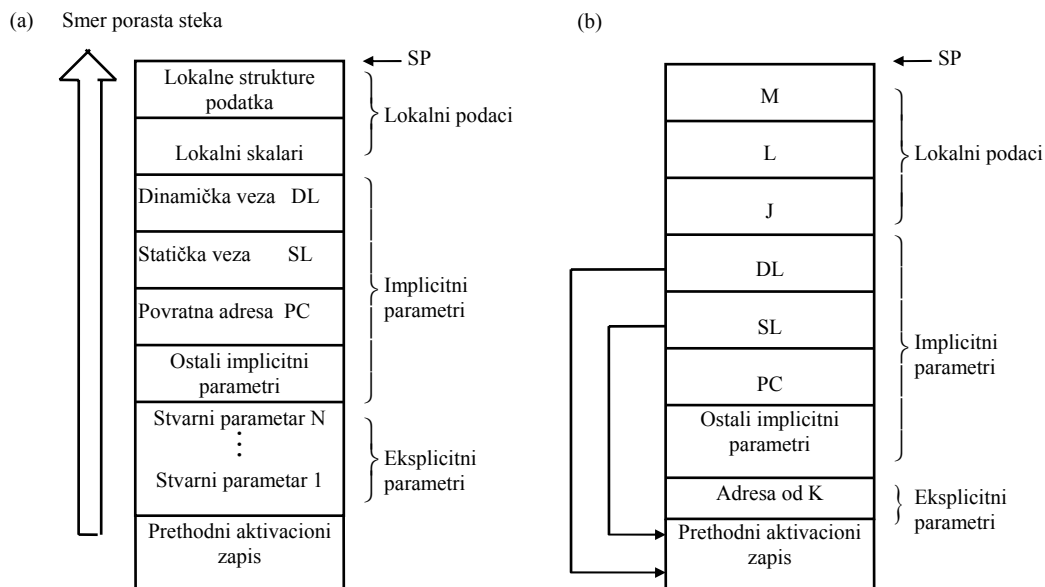 (a) Smer porasta steka
SP
Lokalne strukture
podatka
Lokalni podaci
Lokalni skalari
Dinamička veza DL
Statička veza SL
Implicitni
parametri
Povratna adresa PC
Ostali implicitni
parametri
Stvarni parametar N
⋮
Eksplicitni
parametri
Stvarni parametar 1
Prethodni aktivacioni
zapis
(b)
SP
M
L
Lokalni podaci
J
DL
SL
Implicitni
parametri
PC
Ostali implicitni
parametri
Adresa od K
Eksplicitni
parametri
Prethodni aktivacioni
zapis